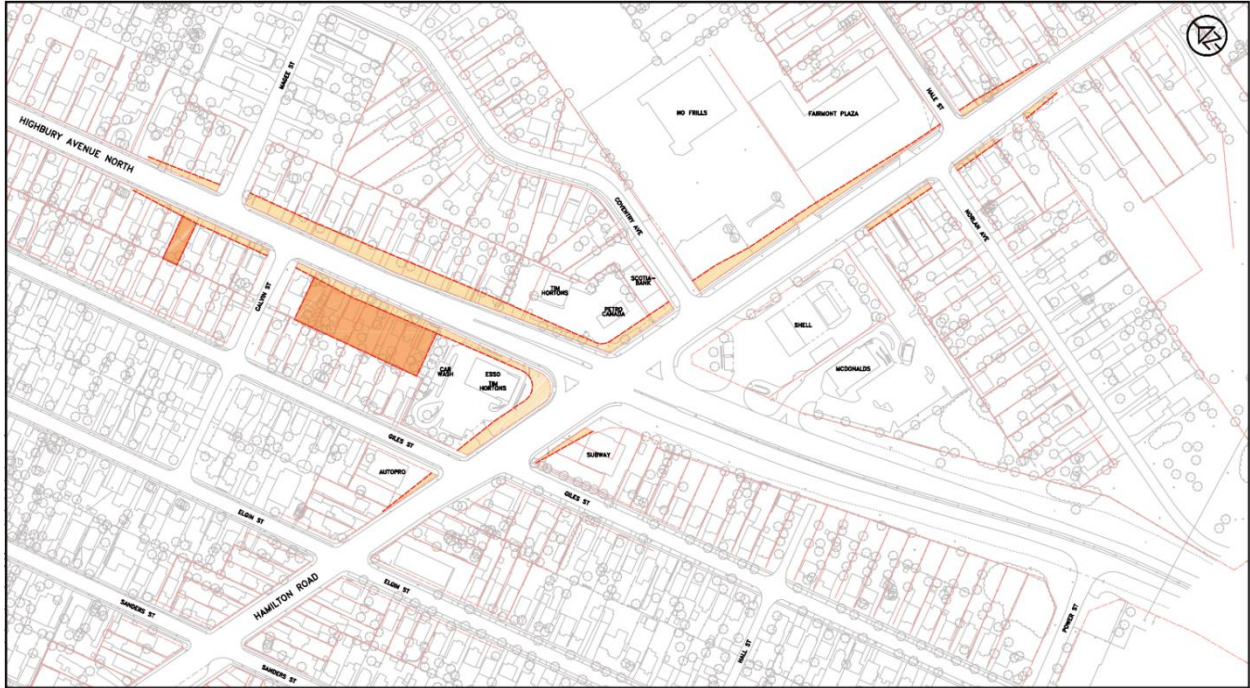 MAGEE ST
NO FRILLS
FAIRMONT PLAZA
HALE ST
HIGHBURY AVENUE NORTH
COVENTRY AVE
NORLAN AVE
CALVIN ST
TIM
HORTONS
SCOTIA-
BANK
PETRO
CANADA
SHELL
MCDONALDS
CAR
WASH
ESSO
TIM
HORTONS
GILES ST
SUBWAY
AUTOPRO
GILES ST
ELGIN ST
HAMILTON ROAD
ELGIN ST
SANDERS ST
HALL ST
POWER ST
SANDERS ST